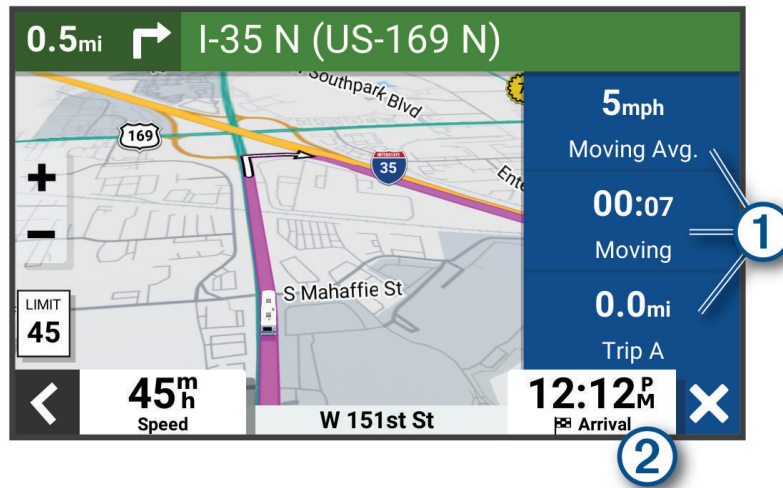 0.5mi
I-35 N (US-169 N)
Southpark Blvd
169
INTERSTATE
35
5mph
Moving Avg.
00:07
Moving
0.0mi
Trip A
1
+
−
S Mahaffie St
LIMIT
45
45mh
Speed
W 151st St
12:12PM
Arrival
2